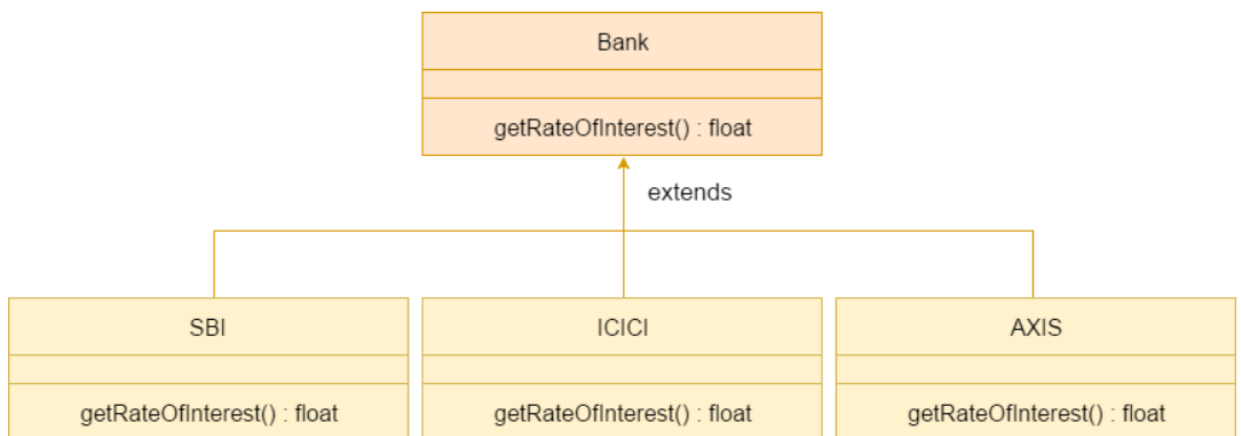 Bank
getRateOfInterest() : float
extends
SBI
ICICI
AXIS
getRateOfInterest() : float
getRateOfInterest() : float
getRateOfInterest() : float